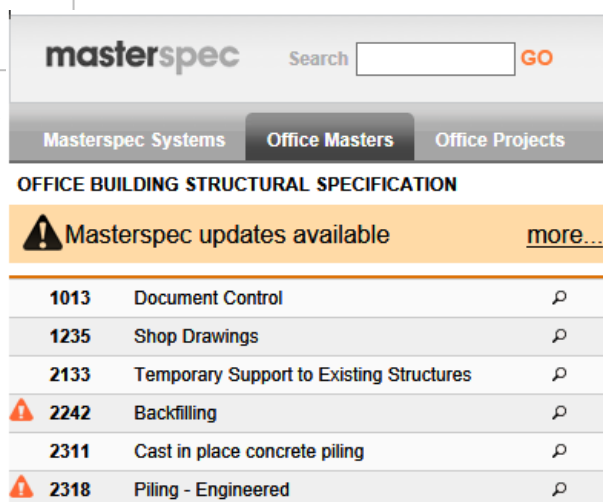 masterspec Search GO
Masterspec Systems Office Masters Office Projects
OFFICE BUILDING STRUCTURAL SPECIFICATION
Masterspec updates available more...
1013 Document Control
1235 Shop Drawings
2133 Temporary Support to Existing Structures
2242 Backfilling
2311 Cast in place concrete piling
2318 Piling - Engineered